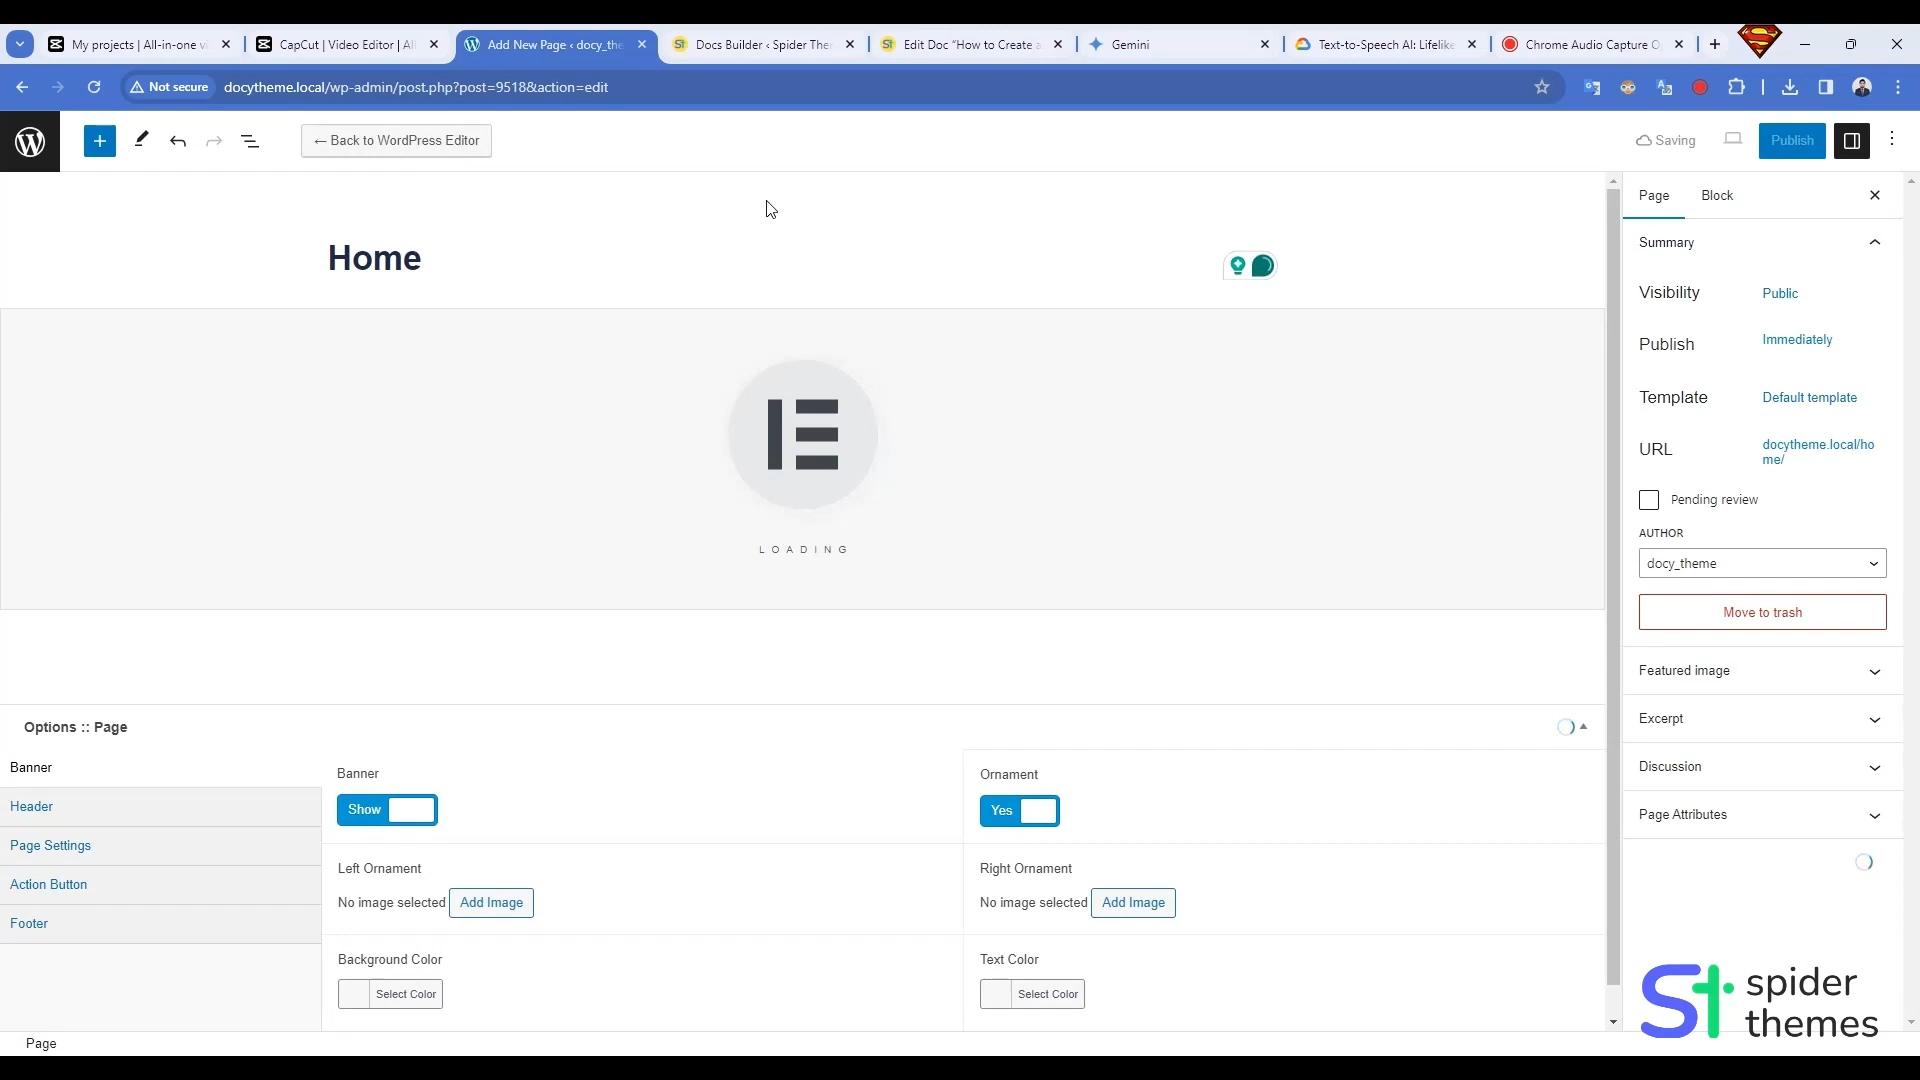 My projects | All-in-one v
CapCut | Video Editor | All
Add New Page ‹ docy_the
Docs Builder ‹ Spider The
Edit Doc "How to Create a
Gemini
Text-to-Speech AI: Lifelike
Chrome Audio Capture O
Not secure
docytheme.local/wp-admin/post.php?post=9518&action=edit
← Back to WordPress Editor
Saving
Publish
Page
Block
Home
Summary
Visibility
Public
Publish
Immediately
Template
Default template
URL
docytheme.local/ho
me/
Pending review
AUTHOR
docy_theme
Move to trash
Featured image
Excerpt
Discussion
Page Attributes
LOADING
Options :: Page
Banner
Header
Page Settings
Action Button
Footer
Banner
Show
Ornament
Yes
Left Ornament
No image selected
Add Image
Right Ornament
No image selected
Add Image
Background Color
Select Color
Text Color
Select Color
Page
spider
themes